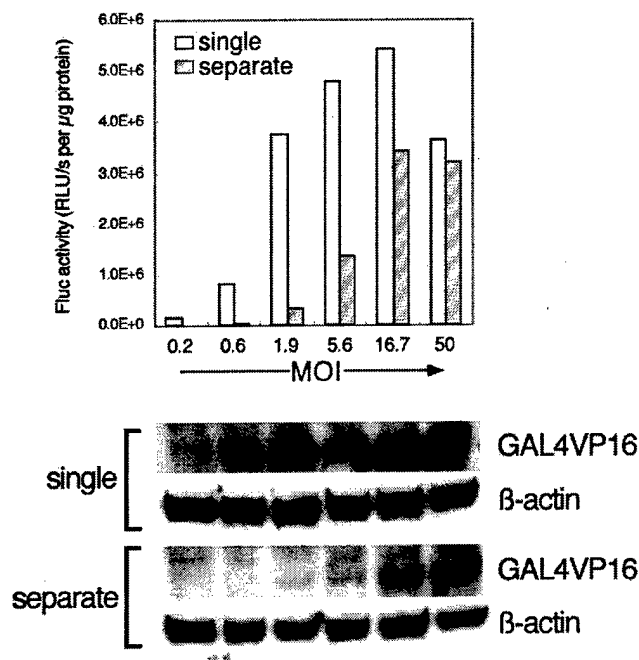 6.0E+6
5.0E+6
4.0E+6
3.0E+6
2.0E+6
1.0E+6
0.0E+0
Fluc activity (RLU/s per µg protein)
single
separate
0.2 0.6 1.9 5.6 16.7 50
MOI
single
GAL4VP16
ß-actin
separate
GAL4VP16
ß-actin